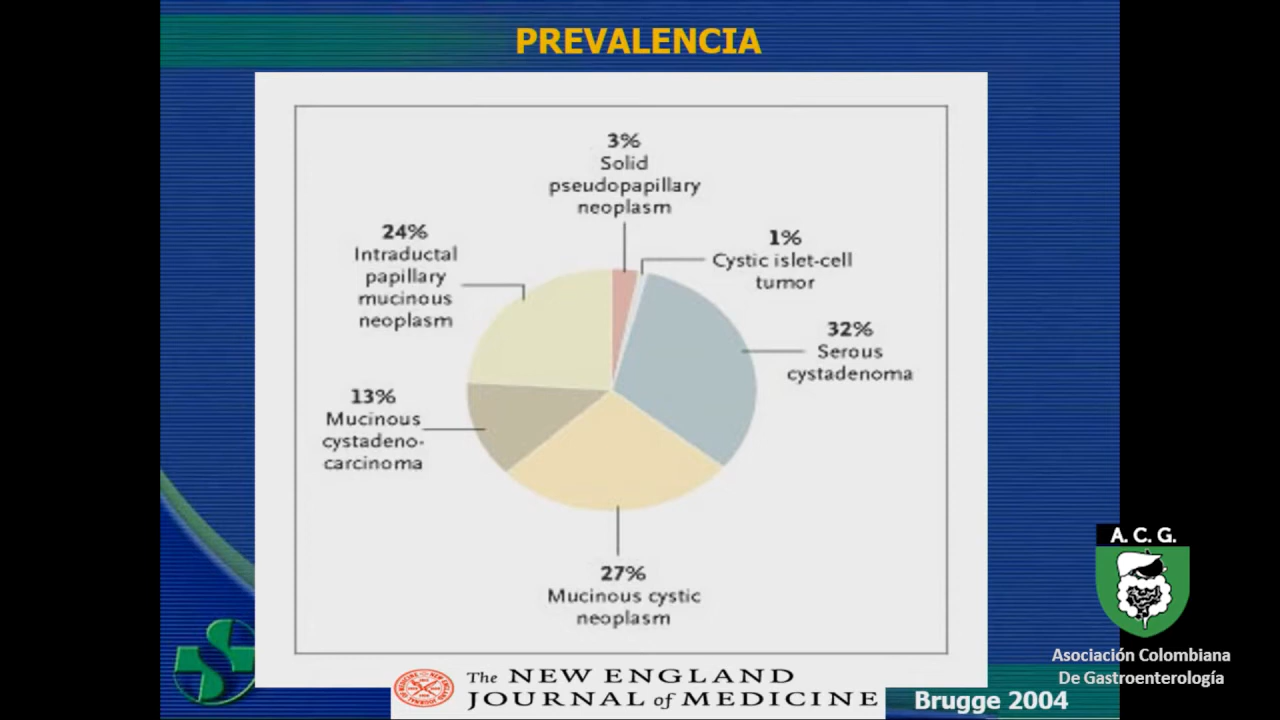 PREVALENCIA
3%
Solid
pseudopapillary
neoplasm
24%
Intraductal
papillary
mucinous
neoplasm
1%
Cystic islet-cell
tumor
32%
Serous
cystadenoma
13%
Mucinous
cystadeno-
carcinoma
27%
Mucinous cystic
neoplasm
The NEW ENGLAND
JOURNAL of MEDICINE
Brugge 2004
A. C. G.
Asociación Colombiana
De Gastroenterología